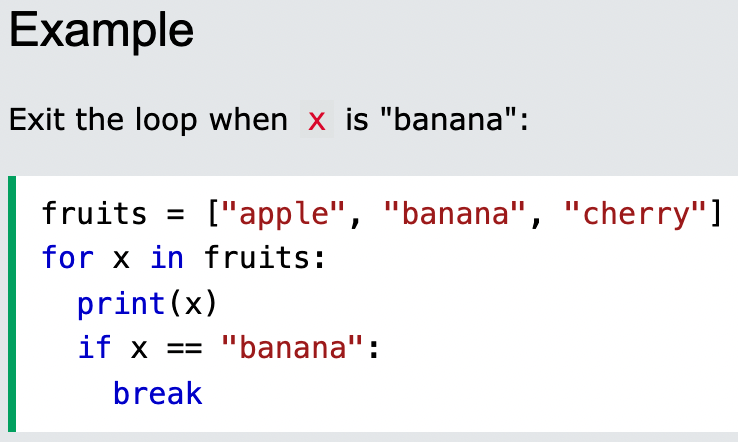 Example
Exit the loop when x is "banana":
fruits = ["apple", "banana", "cherry"]
for x in fruits:
  print(x)
  if x == "banana":
    break